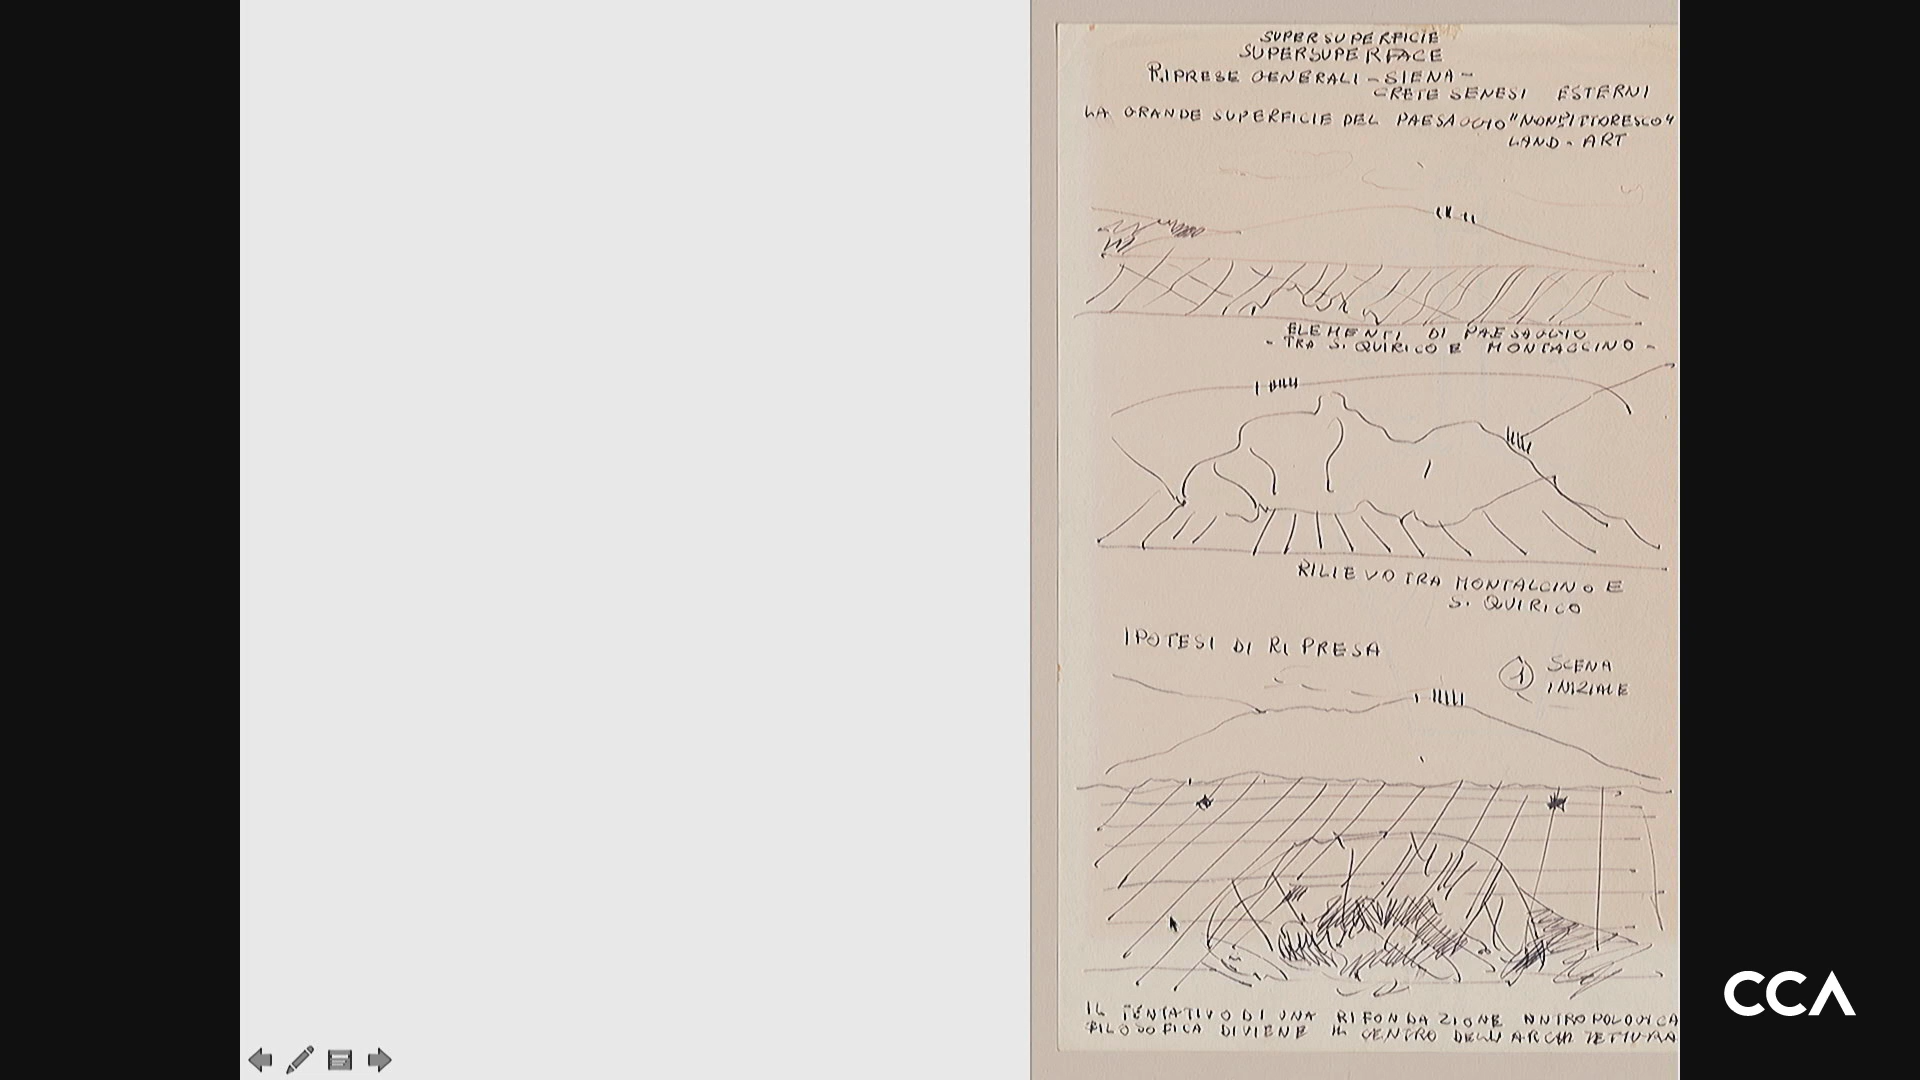 SUPERSUPERFICIE
SUPERSURFACE
RIPRESE GENERALI - SIENA -
CRETE SENESI ESTERNI
LA GRANDE SUPERFICIE DEL PAESAGGIO "NON PITTORESCO"
LAND - ART
ELEMENTI DI PAESAGGIO
- TRA S. QUIRICO E MONTALCINO -
RILIEVO TRA MONTALCINO E
S. QUIRICO
IPOTESI DI RIPRESA
1 SCENA
INIZIALE
IL TENTATIVO DI UNA RIFONDAZIONE ANTROPOLOGICA
FILOSOFICA DIVIENE IL CENTRO DELL'ARCHITETTURA
CCA